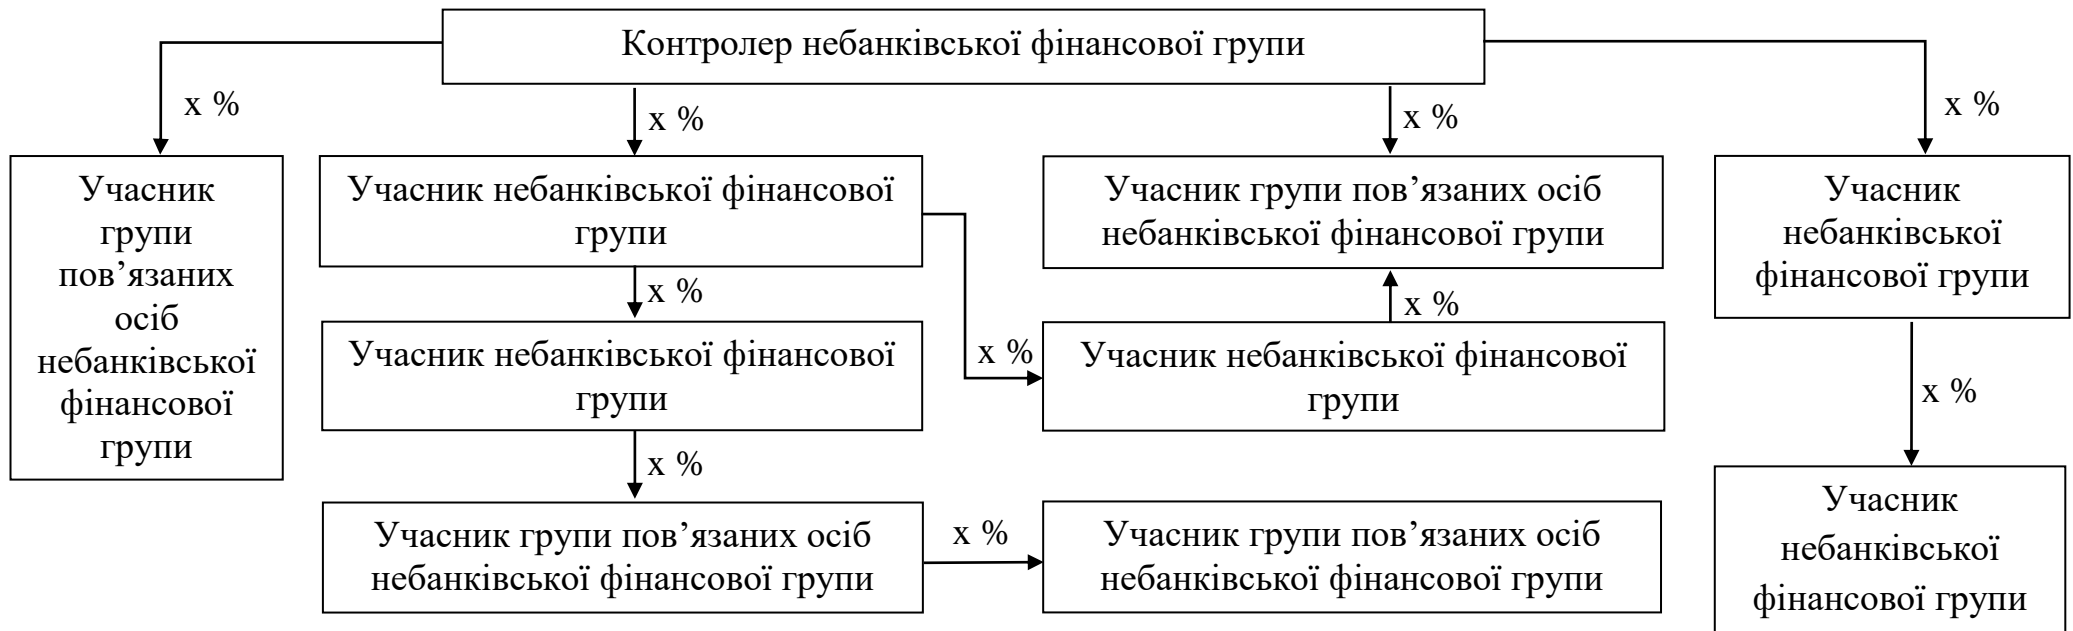 Контролер небанківської фінансової групи
х %
х %
х %
х %
Учасник
групи
пов’язаних
осіб
небанківської
фінансової
групи
Учасник небанківської фінансової
групи
Учасник групи пов’язаних осіб
небанківської фінансової групи
Учасник
небанківської
фінансової групи
х %
х %
Учасник небанківської фінансової
групи
х %
Учасник небанківської фінансової
групи
х %
х %
Учасник групи пов’язаних осіб
небанківської фінансової групи
х %
Учасник групи пов’язаних осіб
небанківської фінансової групи
Учасник
небанківської
фінансової групи